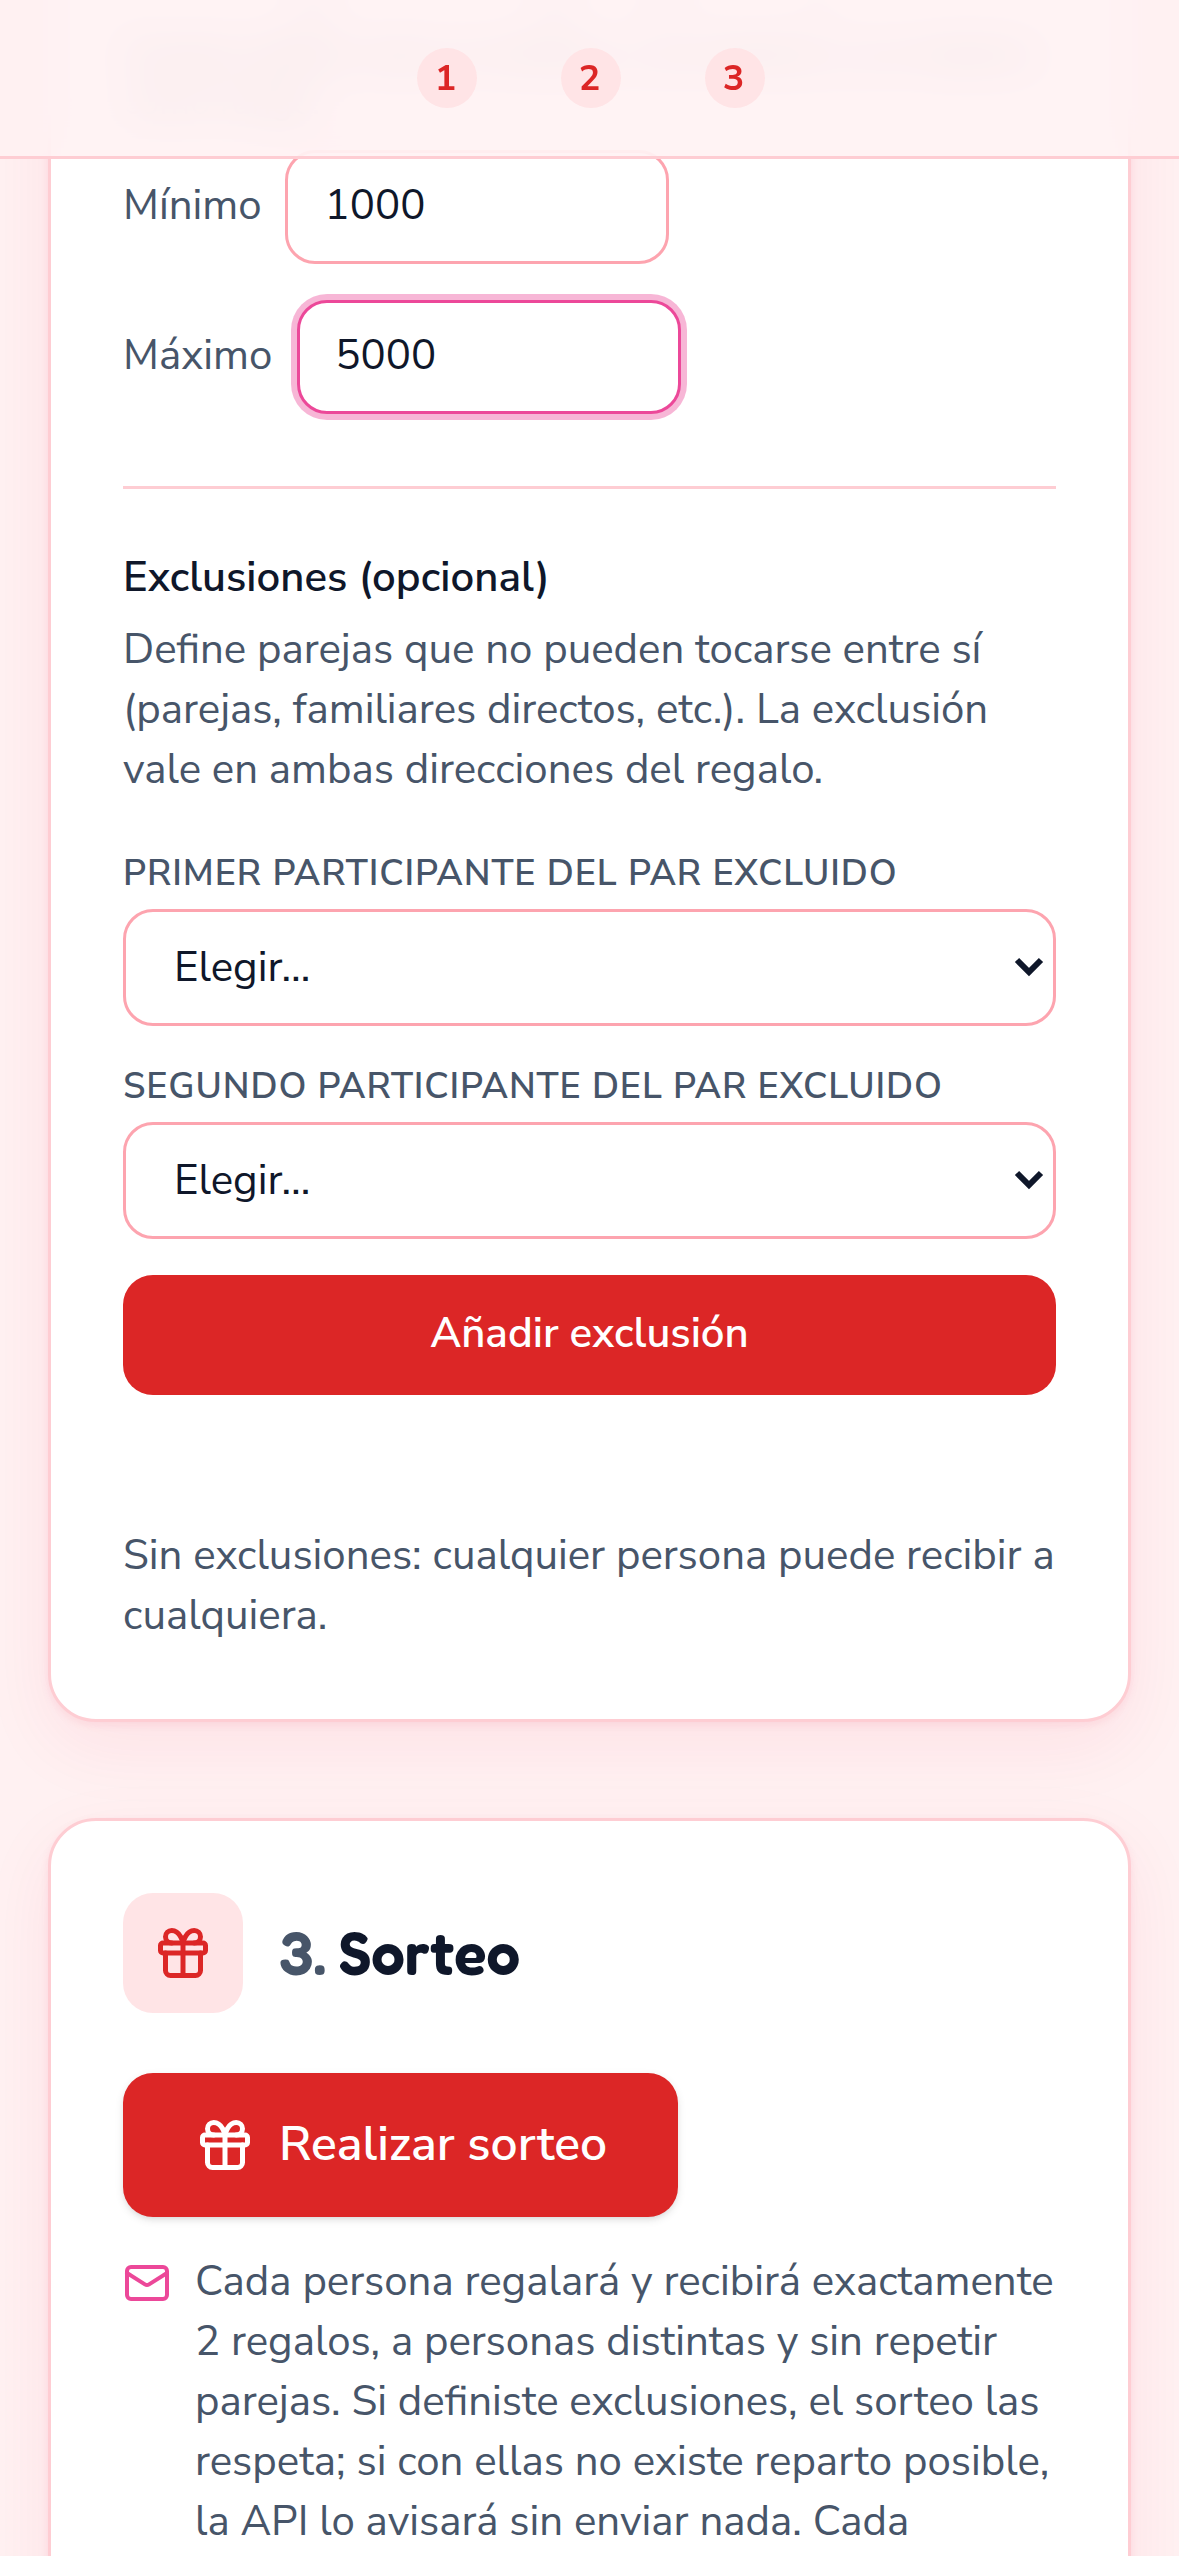 1 2 3
Mínimo 1000
Máximo 5000
Exclusiones (opcional)
Define parejas que no pueden tocarse entre sí
(parejas, familiares directos, etc.). La exclusión
vale en ambas direcciones del regalo.
PRIMER PARTICIPANTE DEL PAR EXCLUIDO
Elegir...
SEGUNDO PARTICIPANTE DEL PAR EXCLUIDO
Elegir...
Añadir exclusión
Sin exclusiones: cualquier persona puede recibir a
cualquiera.
3. Sorteo
Realizar sorteo
Cada persona regalará y recibirá exactamente
2 regalos, a personas distintas y sin repetir
parejas. Si definiste exclusiones, el sorteo las
respeta; si con ellas no existe reparto posible,
la API lo avisará sin enviar nada. Cada